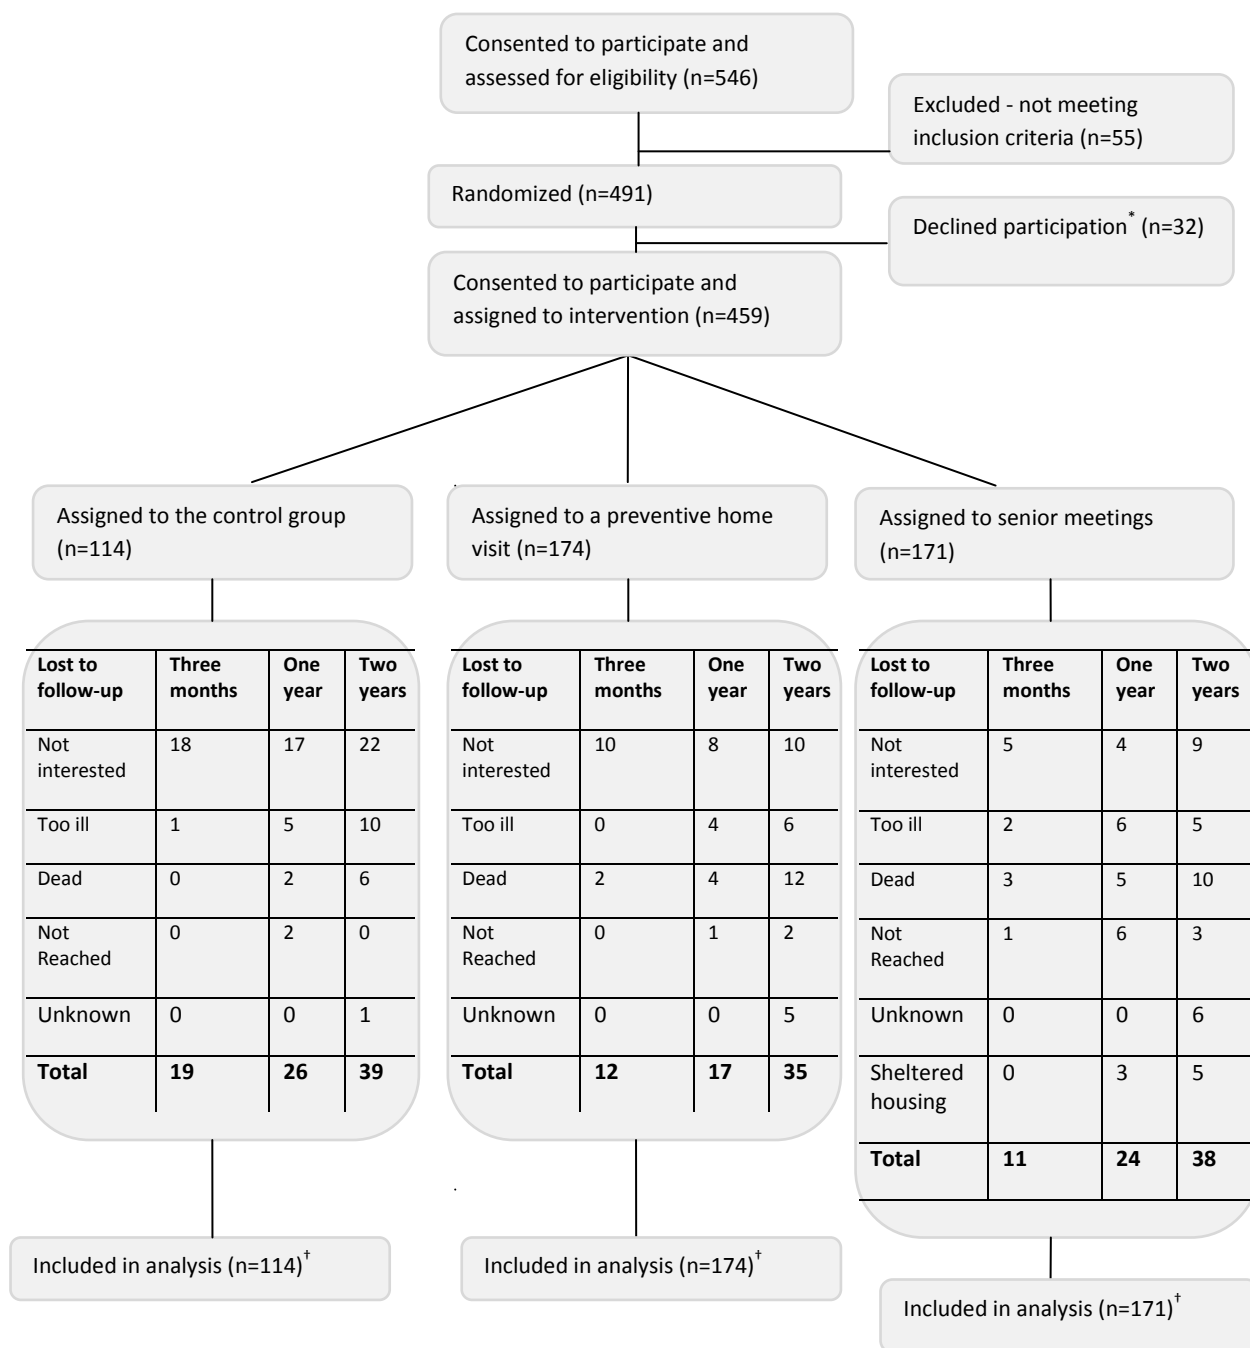 Consented to participate and
assessed for eligibility (n=546)
Excluded - not meeting
inclusion criteria (n=55)
Randomized (n=491)
Declined participation* (n=32)
Consented to participate and
assigned to intervention (n=459)
Assigned to the control group
(n=114)
Assigned to a preventive home
visit (n=174)
Assigned to senior meetings
(n=171)
Lost to Three One Two
follow-up months year years
Not 18 17 22
interested
Too ill 1 5 10
Dead 0 2 6
Not 0 2 0
Reached
Unknown 0 0 1
Total 19 26 39
Lost to Three One Two
follow-up months year years
Not 10 8 10
interested
Too ill 0 4 6
Dead 2 4 12
Not 0 1 2
Reached
Unknown 0 0 5
Total 12 17 35
Lost to Three One Two
follow-up months year years
Not 5 4 9
interested
Too ill 2 6 5
Dead 3 5 10
Not 1 6 3
Reached
Unknown 0 0 6
Sheltered 0 3 5
housing
Total 11 24 38
Included in analysis (n=114)†
Included in analysis (n=174)†
Included in analysis (n=171)†